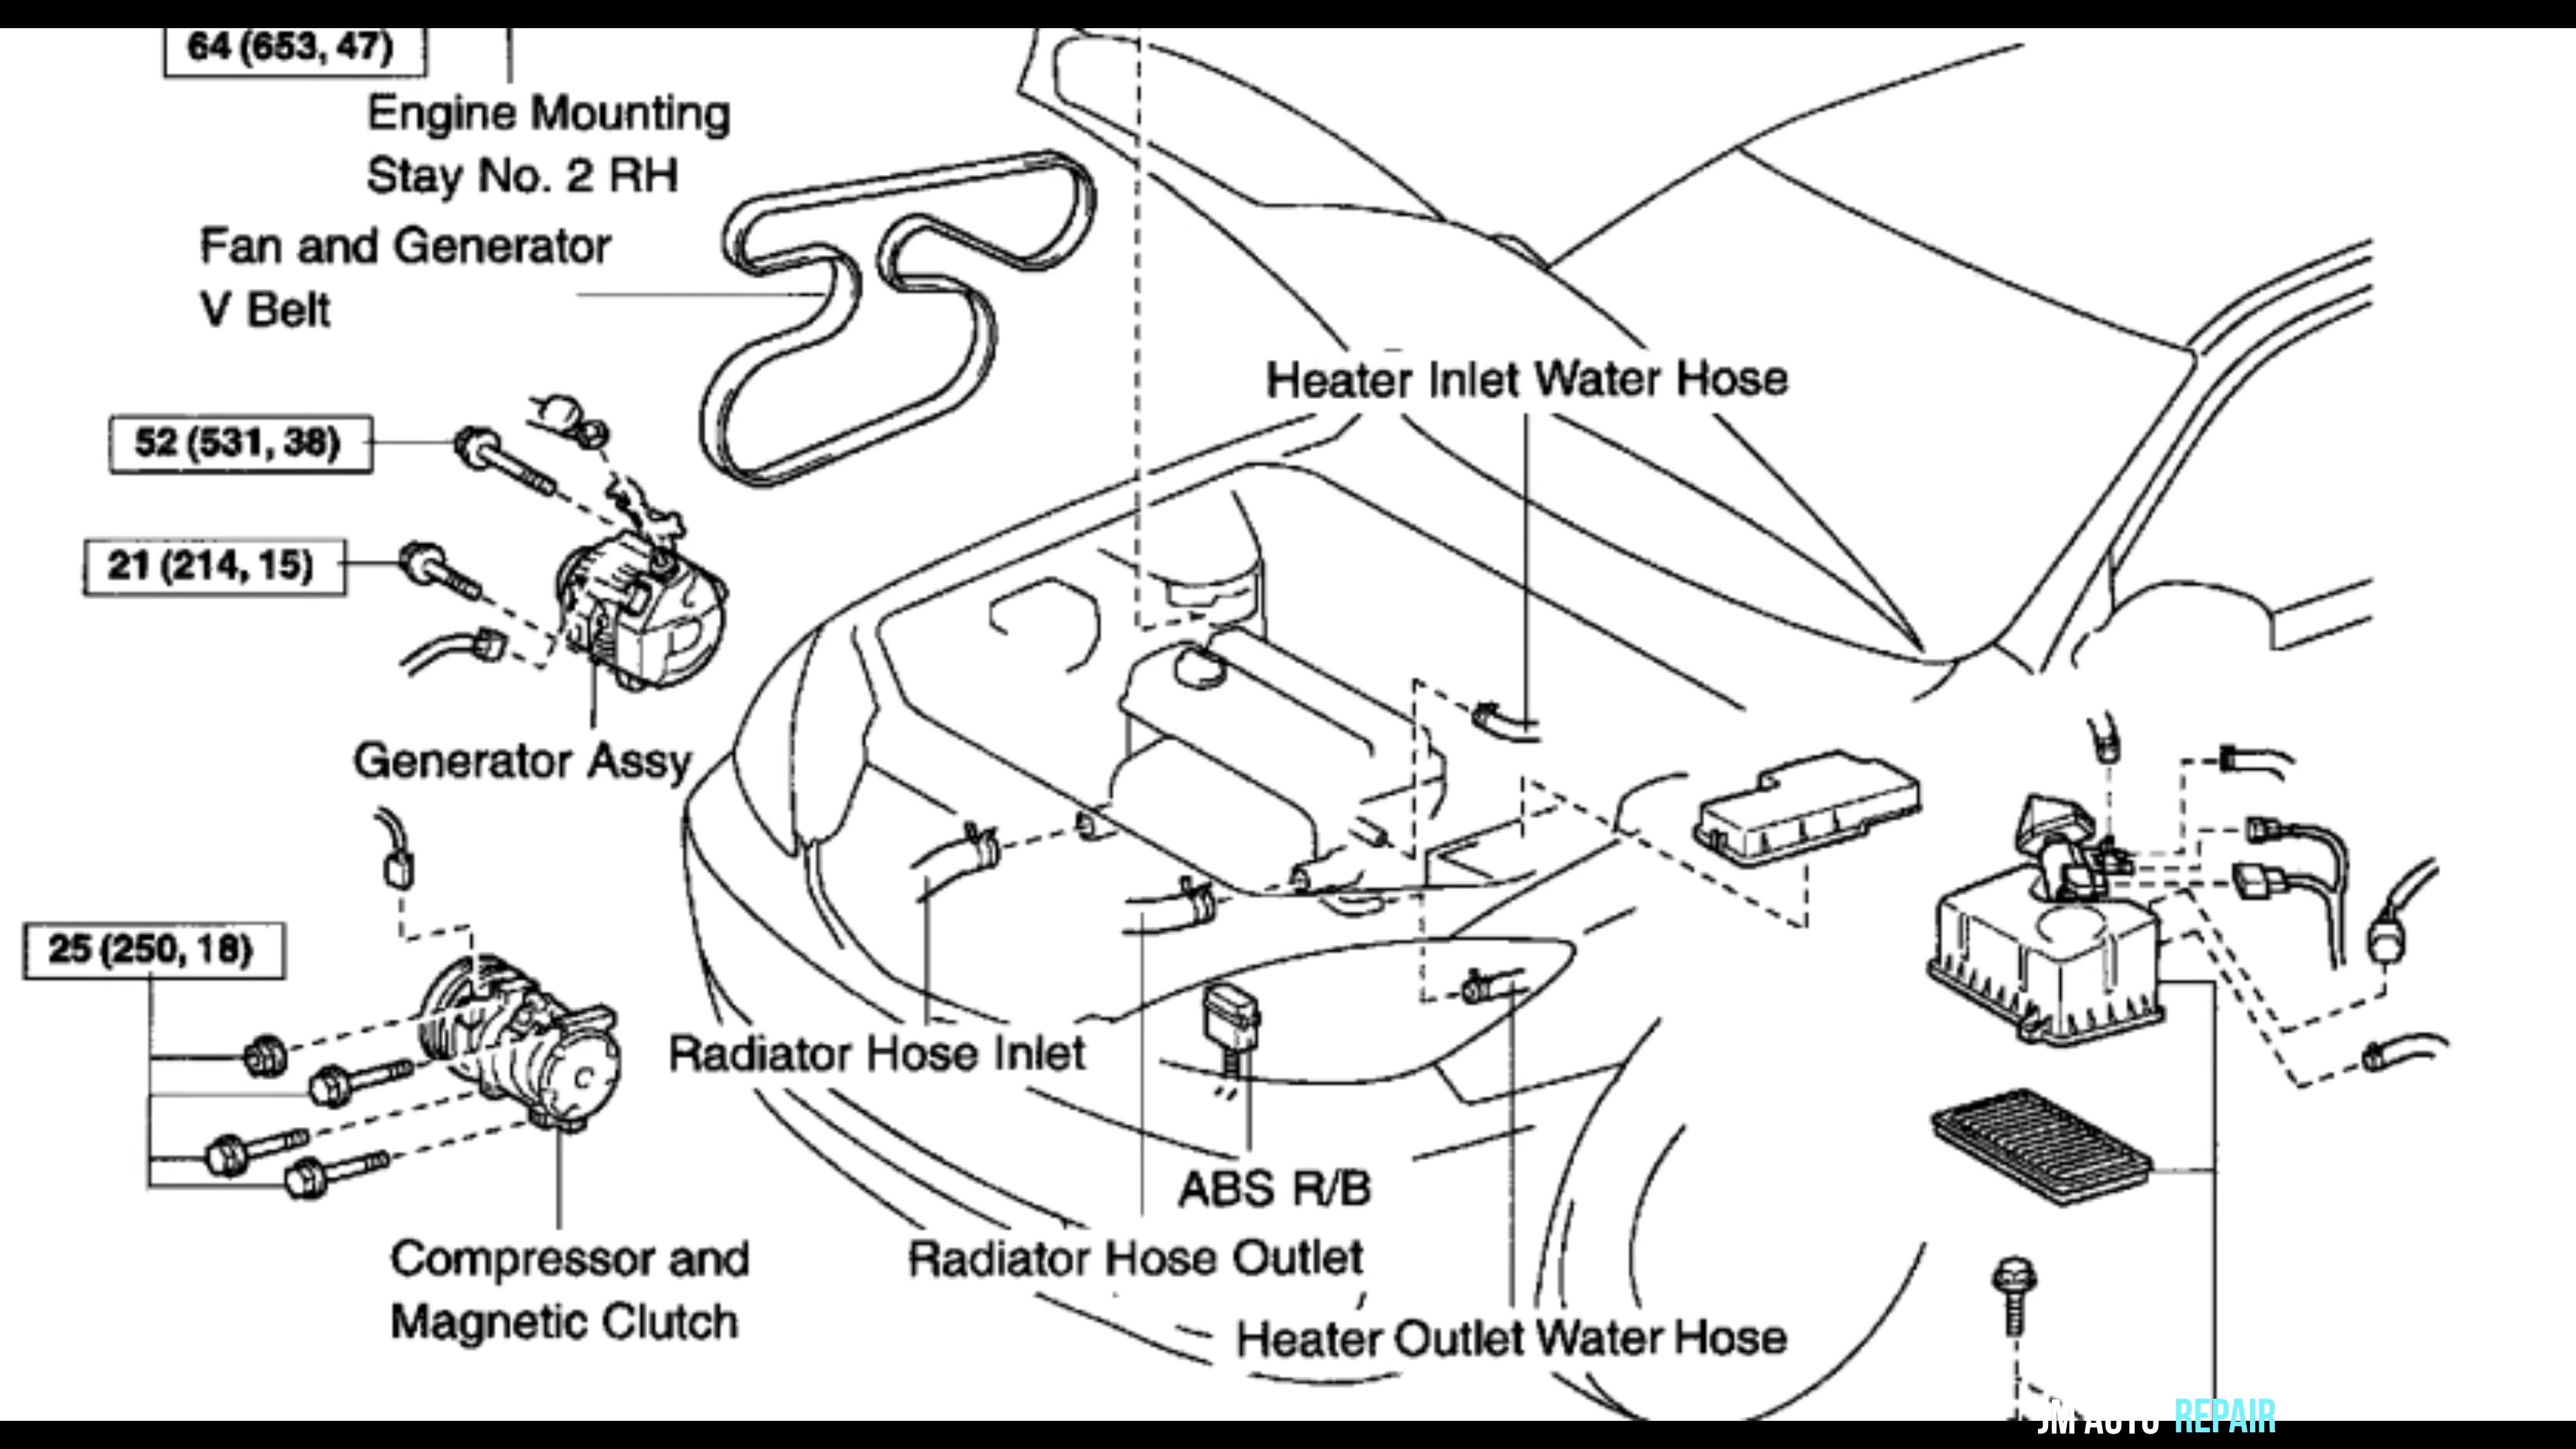 64 (653, 47)
Engine Mounting
Stay No. 2 RH
Fan and Generator
V Belt
Heater Inlet Water Hose
52 (531, 38)
21 (214, 15)
Generator Assy
25 (250, 18)
Radiator Hose Inlet
ABS R/B
Compressor and
Magnetic Clutch
Radiator Hose Outlet
Heater Outlet Water Hose
JM AUTO REPAIR